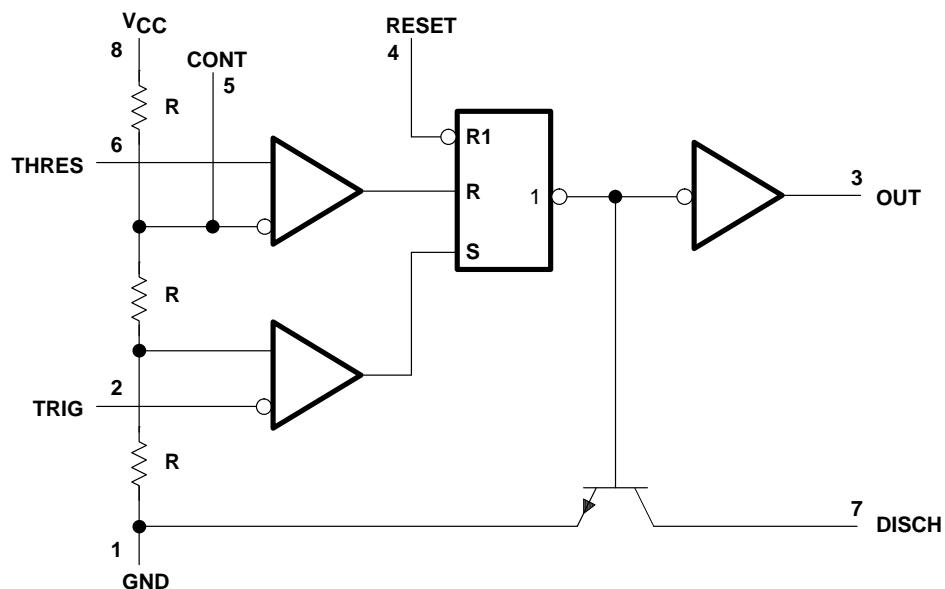 VCC
8
RESET
4
CONT
5
R
6
THRES
R1
R
1
3
OUT
S
R
2
TRIG
R
7
DISCH
1
GND